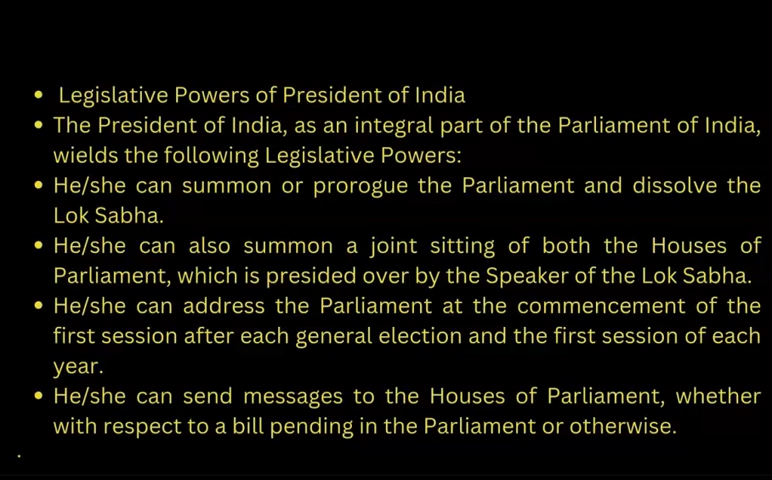 • Legislative Powers of President of India
• The President of India, as an integral part of the Parliament of India,
wields the following Legislative Powers:
• He/she can summon or prorogue the Parliament and dissolve the
Lok Sabha.
• He/she can also summon a joint sitting of both the Houses of
Parliament, which is presided over by the Speaker of the Lok Sabha.
• He/she can address the Parliament at the commencement of the
first session after each general election and the first session of each
year.
• He/she can send messages to the Houses of Parliament, whether
with respect to a bill pending in the Parliament or otherwise.
.